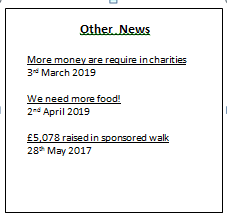 Other News
More money are require in charities
3rd March 2019
We need more food!
2nd April 2019
£5,078 raised in sponsored walk
28th May 2017